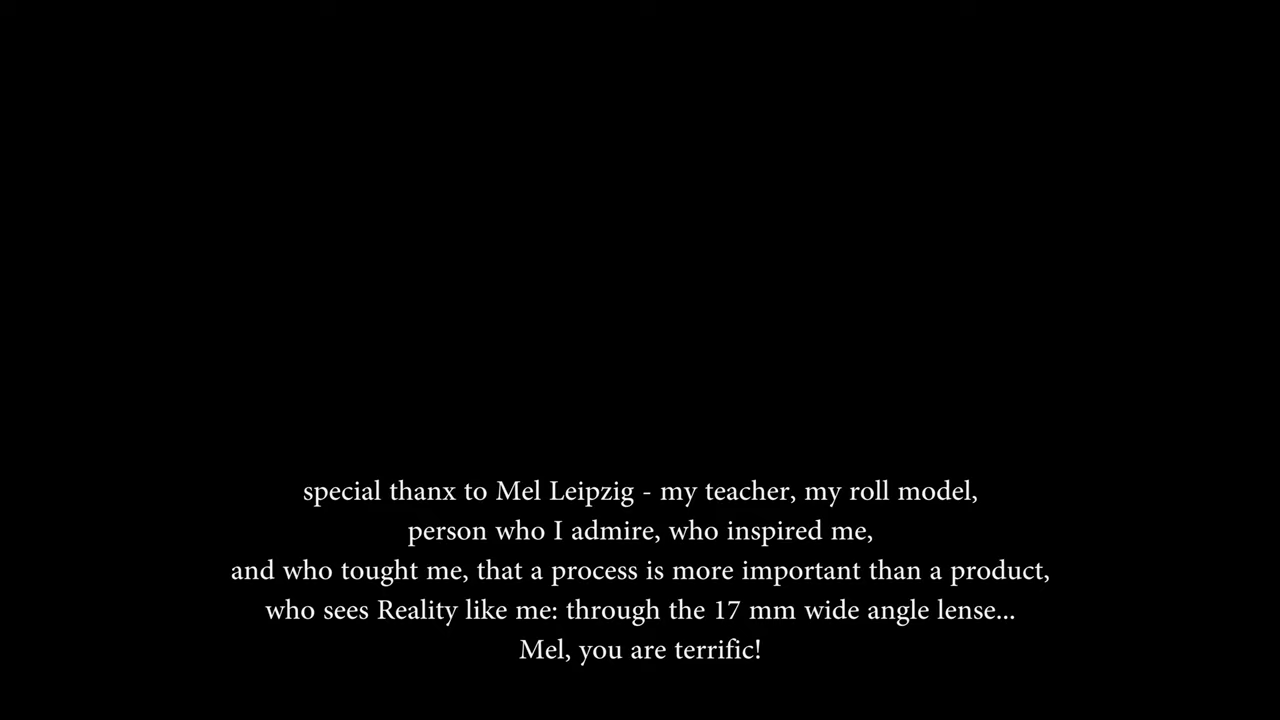 special thanx to Mel Leipzig - my teacher, my roll model,
person who I admire, who inspired me,
and who tought me, that a process is more important than a product,
who sees Reality like me: through the 17 mm wide angle lense...
Mel, you are terrific!